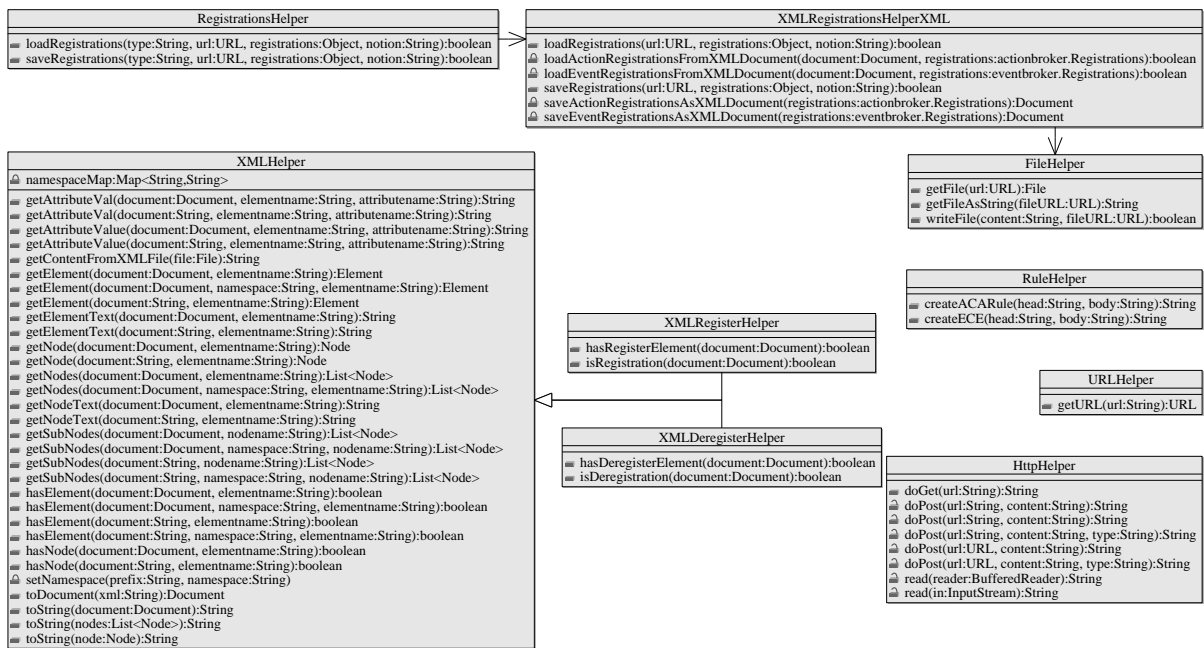 RegistrationsHelper
loadRegistrations(type:String, url:URL, registrations:Object, notion:String):boolean
saveRegistrations(type:String, url:URL, registrations:Object, notion:String):boolean
XMLRegistrationsHelperXML
loadRegistrations(url:URL, registrations:Object, notion:String):boolean
loadActionRegistrationsFromXMLDocument(document:Document, registrations:actionbroker.Registrations):boolean
loadEventRegistrationsFromXMLDocument(document:Document, registrations:eventbroker.Registrations):boolean
saveRegistrations(url:URL, registrations:Object, notion:String):boolean
saveActionRegistrationsAsXMLDocument(registrations:actionbroker.Registrations):Document
saveEventRegistrationsAsXMLDocument(registrations:eventbroker.Registrations):Document
XMLHelper
namespaceMap:Map<String,String>
getAttributeVal(document:Document, elementname:String, attributename:String):String
getAttributeVal(document:String, elementname:String, attributename:String):String
getAttributeValue(document:Document, elementname:String, attributename:String):String
getAttributeValue(document:String, elementname:String, attributename:String):String
getContentFromXMLFile(file:File):String
getElement(document:Document, elementname:String):Element
getElement(document:Document, namespace:String, elementname:String):Element
getElement(document:String, elementname:String):Element
getElementText(document:Document, elementname:String):String
getElementText(document:String, elementname:String):String
getNode(document:Document, elementname:String):Node
getNode(document:String, elementname:String):Node
getNodes(document:Document, elementname:String):List<Node>
getNodes(document:Document, namespace:String, elementname:String):List<Node>
getNodeText(document:Document, elementname:String):String
getNodeText(document:String, elementname:String):String
getSubNodes(document:Document, nodename:String):List<Node>
getSubNodes(document:Document, namespace:String, nodename:String):List<Node>
getSubNodes(document:String, nodename:String):List<Node>
getSubNodes(document:String, namespace:String, nodename:String):List<Node>
hasElement(document:Document, elementname:String):boolean
hasElement(document:Document, namespace:String, elementname:String):boolean
hasElement(document:String, elementname:String):boolean
hasElement(document:String, namespace:String, elementname:String):boolean
hasNode(document:Document, elementname:String):boolean
hasNode(document:String, elementname:String):boolean
setNamespace(prefix:String, namespace:String)
toDocument(xml:String):Document
toString(document:Document):String
toString(nodes:List<Node>):String
toString(node:Node):String
XMLRegisterHelper
hasRegisterElement(document:Document):boolean
isRegistration(document:Document):boolean
XMLDeregisterHelper
hasDeregisterElement(document:Document):boolean
isDeregistration(document:Document):boolean
FileHelper
getFile(url:URL):File
getFileAsString(fileURL:URL):String
writeFile(content:String, fileURL:URL):boolean
RuleHelper
createACARule(head:String, body:String):String
createECE(head:String, body:String):String
URLHelper
getURL(url:String):URL
HttpHelper
doGet(url:String):String
doPost(url:String, content:String):String
doPost(url:String, content:String):String
doPost(url:String, content:String, type:String):String
doPost(url:URL, content:String):String
doPost(url:URL, content:String, type:String):String
read(reader:BufferedReader):String
read(in:InputStream):String